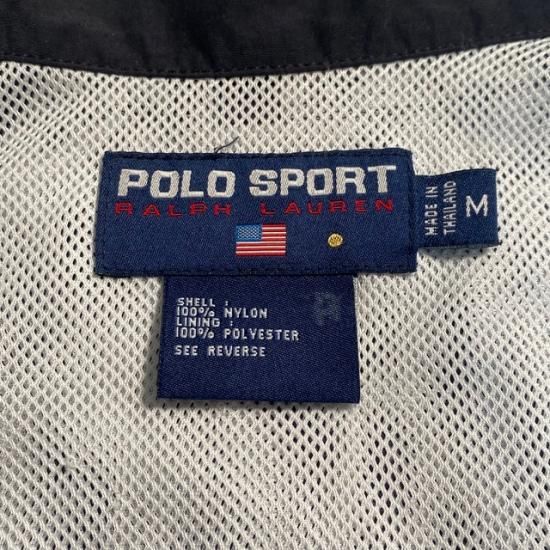 POLO SPORT
RALPH LAUREN
MADE IN
THAILAND
M
SHELL :
100% NYLON
LINING :
100% POLYESTER
SEE REVERSE